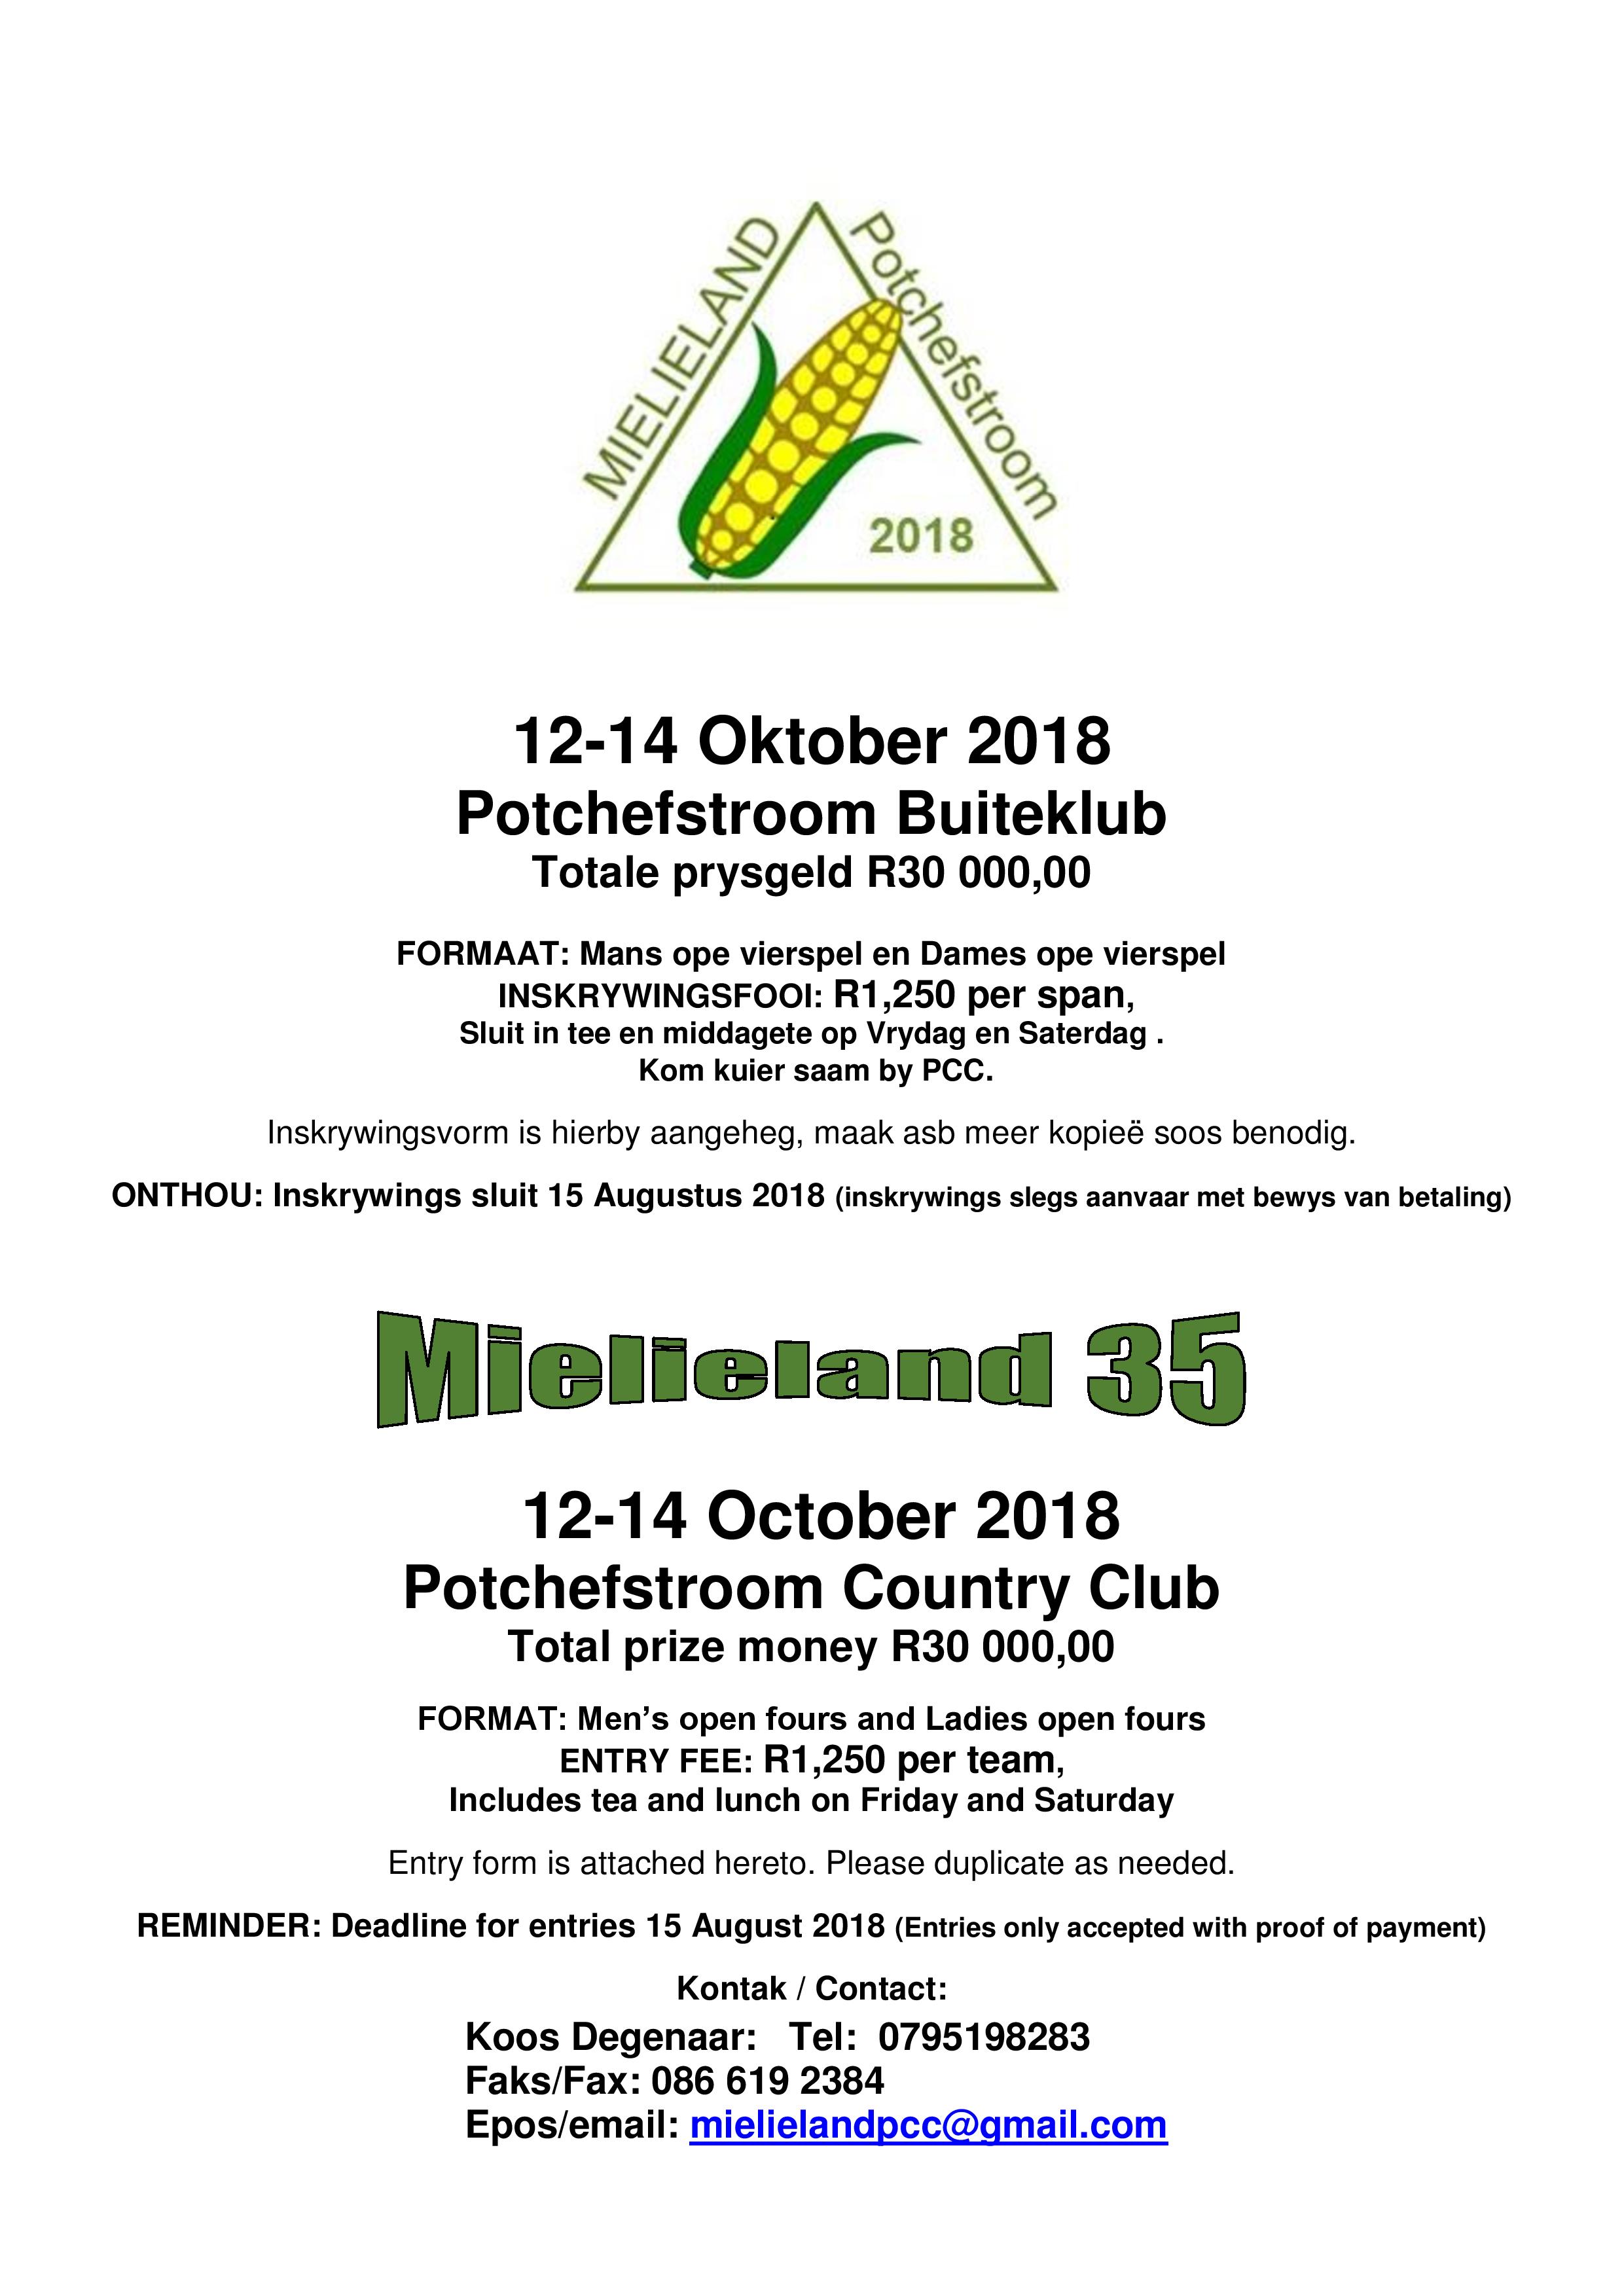 MIELIELAND
Potchefstroom
2018
12-14 Oktober 2018
Potchefstroom Buiteklub
Totale prysgeld R30 000,00
FORMAAT: Mans ope vierspel en Dames ope vierspel
INSKRYWINGSFOOI: R1,250 per span,
Sluit in tee en middagete op Vrydag en Saterdag .
Kom kuier saam by PCC.
Inskrywingsvorm is hierby aangeheg, maak asb meer kopieë soos benodig.
ONTHOU: Inskrywings sluit 15 Augustus 2018 (inskrywings slegs aanvaar met bewys van betaling)
Mielieland 35
12-14 October 2018
Potchefstroom Country Club
Total prize money R30 000,00
FORMAT: Men’s open fours and Ladies open fours
ENTRY FEE: R1,250 per team,
Includes tea and lunch on Friday and Saturday
Entry form is attached hereto. Please duplicate as needed.
REMINDER: Deadline for entries 15 August 2018 (Entries only accepted with proof of payment)
Kontak / Contact:
Koos Degenaar: Tel: 0795198283
Faks/Fax: 086 619 2384
Epos/email: mielielandpcc@gmail.com